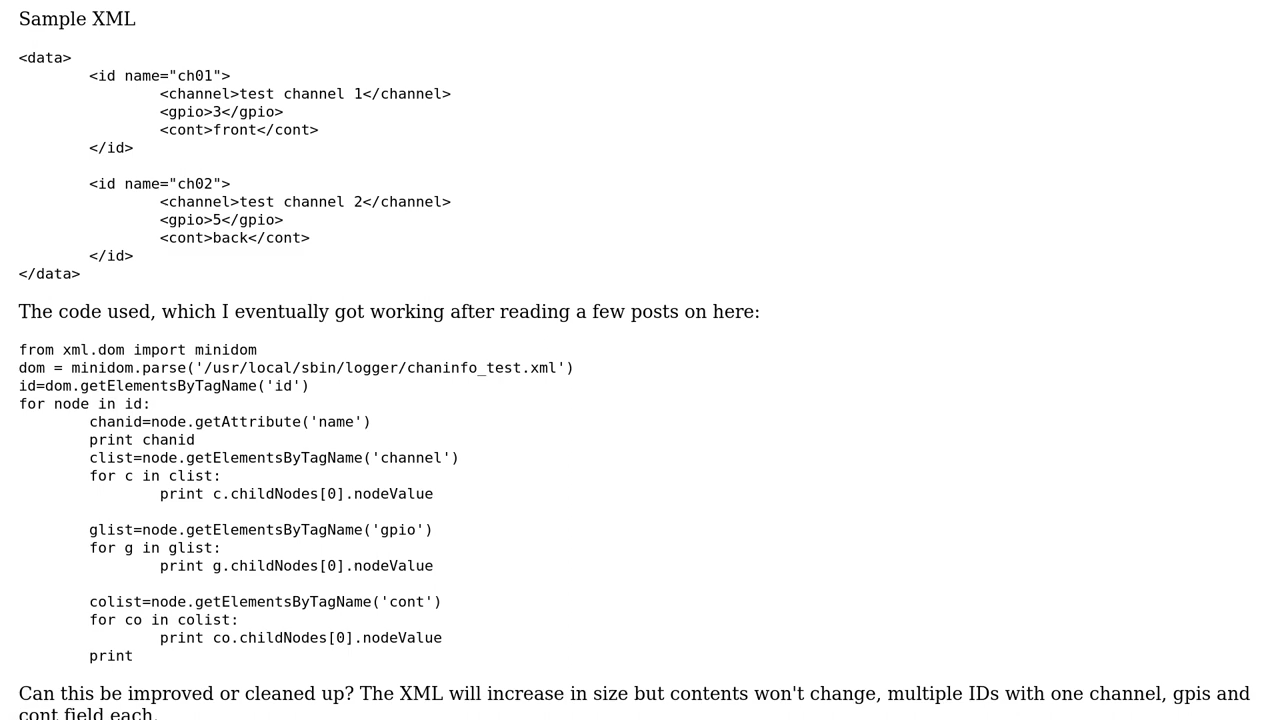 Sample XML
<data>
        <id name="ch01">
                <channel>test channel 1</channel>
                <gpio>3</gpio>
                <cont>front</cont>
        </id>

        <id name="ch02">
                <channel>test channel 2</channel>
                <gpio>5</gpio>
                <cont>back</cont>
        </id>
</data>
The code used, which I eventually got working after reading a few posts on here:
from xml.dom import minidom
dom = minidom.parse('/usr/local/sbin/logger/chaninfo_test.xml')
id=dom.getElementsByTagName('id')
for node in id:
        chanid=node.getAttribute('name')
        print chanid
        clist=node.getElementsByTagName('channel')
        for c in clist:
                print c.childNodes[0].nodeValue

        glist=node.getElementsByTagName('gpio')
        for g in glist:
                print g.childNodes[0].nodeValue

        colist=node.getElementsByTagName('cont')
        for co in colist:
                print co.childNodes[0].nodeValue
        print
Can this be improved or cleaned up? The XML will increase in size but contents won't change, multiple IDs with one channel, gpis and
cont field each.